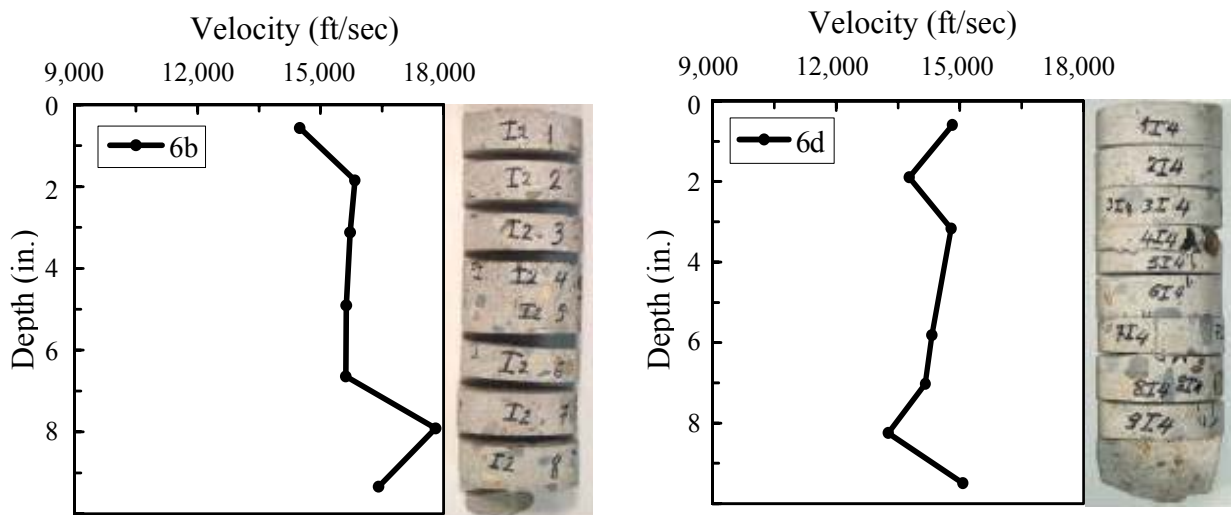 Velocity (ft/sec)
9,000 12,000 15,000 18,000
0
2
4
6
8
Depth (in.)
6b
I2 1
I2 2
I2-3
I2 4
I2 5
I2-6
I2-7
I2 8
Velocity (ft/sec)
9,000 12,000 15,000 18,000
0
2
4
6
8
Depth (in.)
6d
1I4
2I4
3I4 3I4
4I4
5I4
6I4
7I4
8I4 8I4
9I4